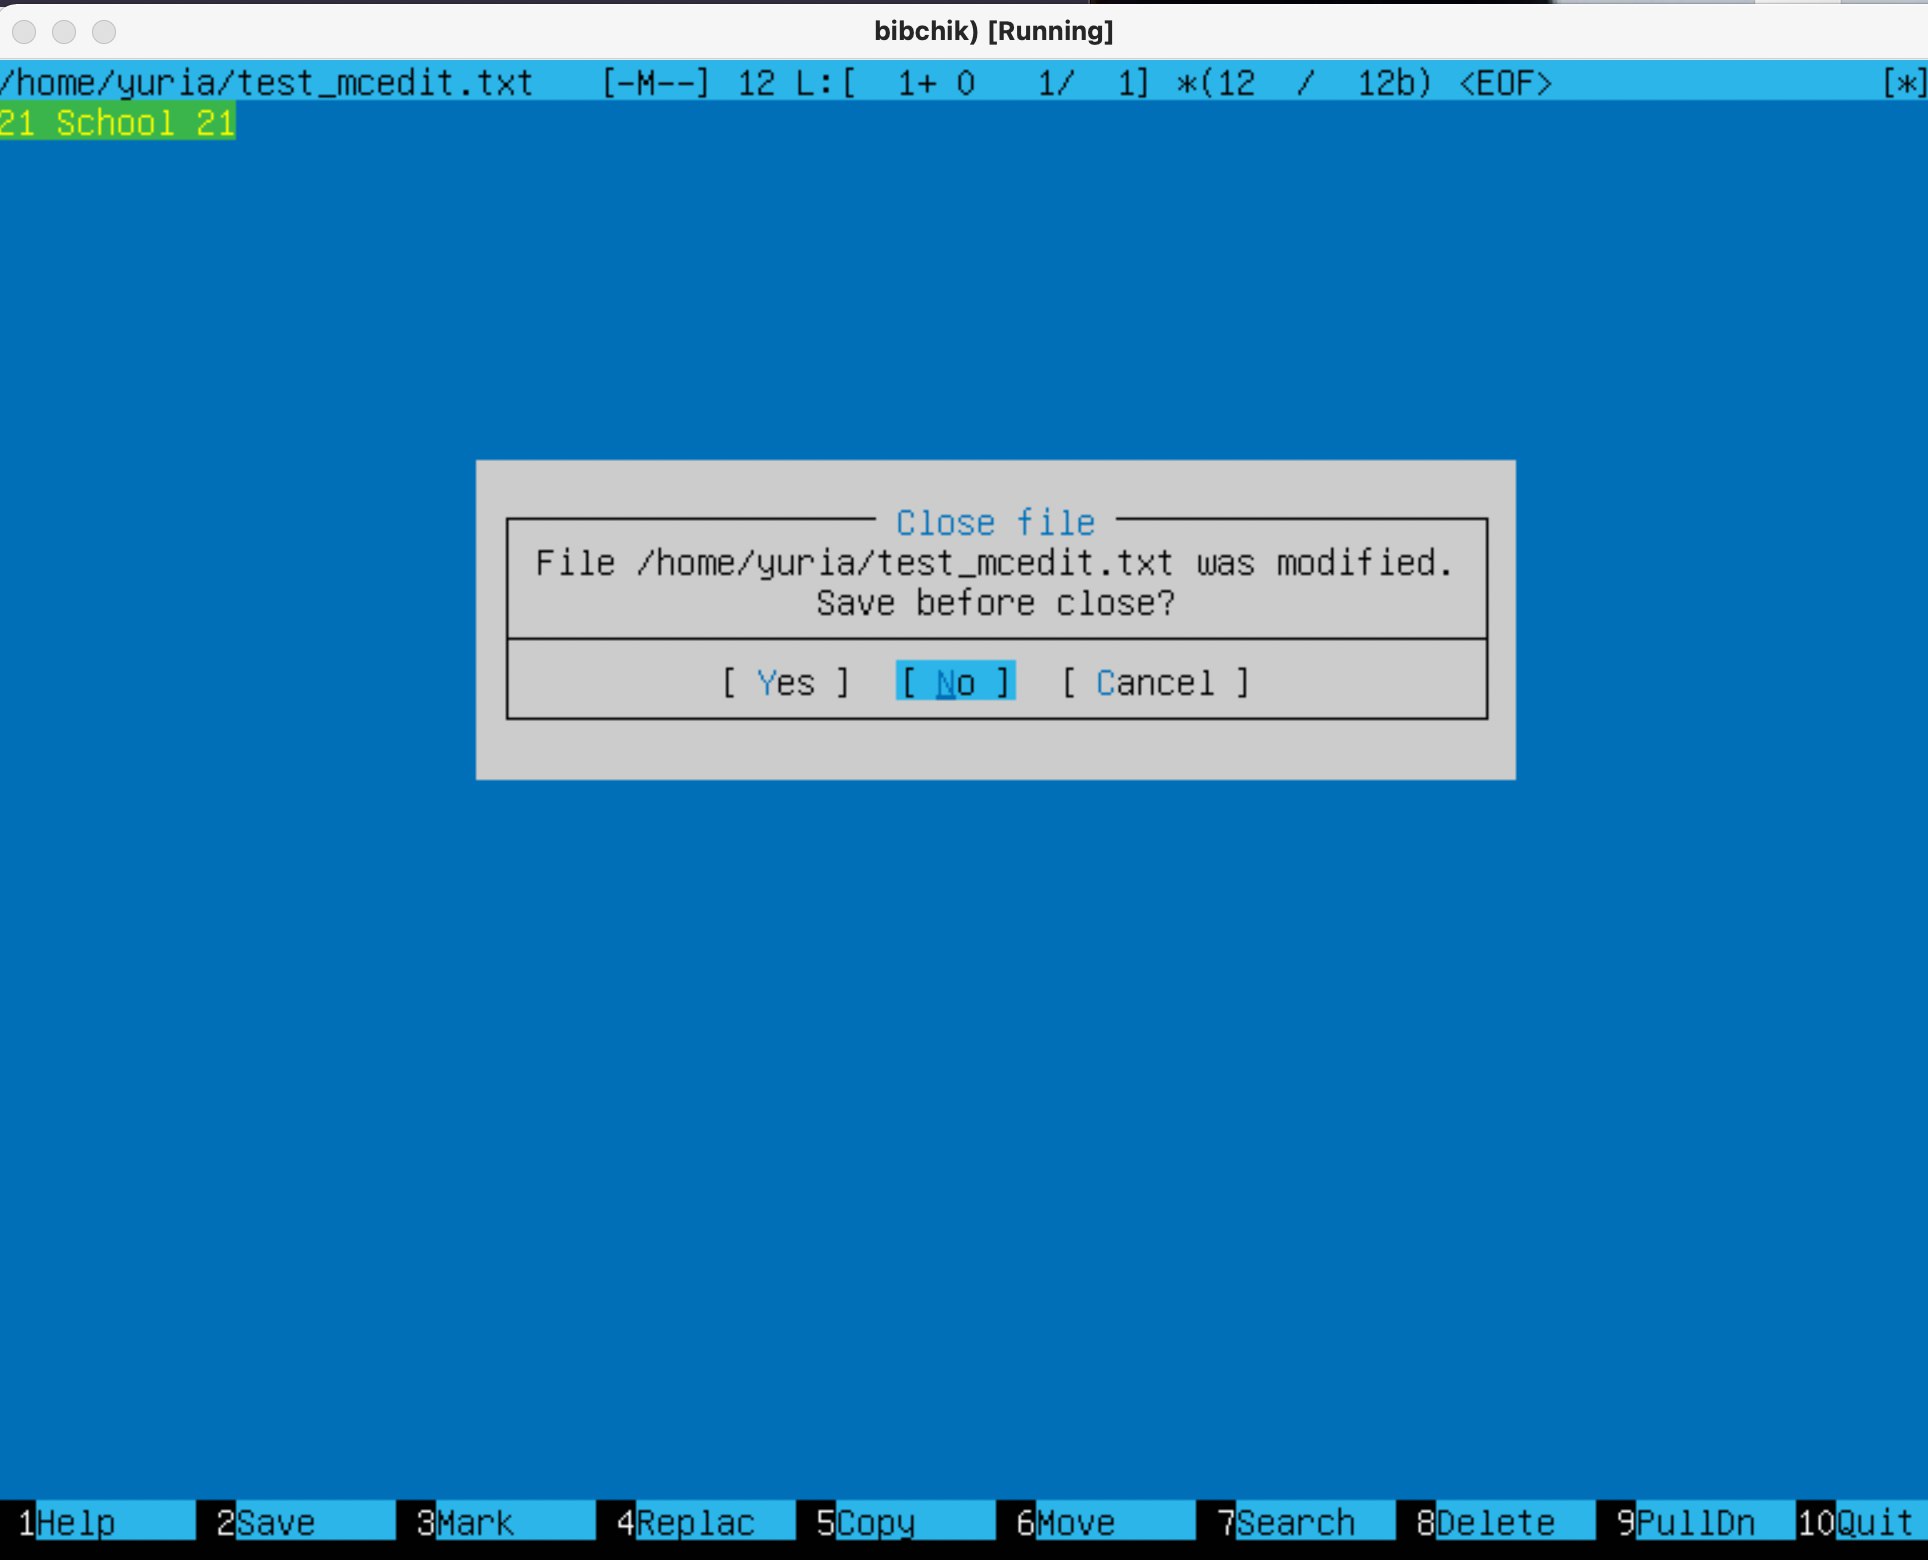 bibchik) [Running]
/home/yuria/test_mcedit.txt [-M--] 12 L:[ 1+ 0 1/ 1] *(12 / 12b) <EOF> [*]
21 School 21
Close file
File /home/yuria/test_mcedit.txt was modified.
Save before close?
[ Yes ] [ No ] [ Cancel ]
1Help 2Save 3Mark 4Replac 5Copy 6Move 7Search 8Delete 9PullDn 10Quit